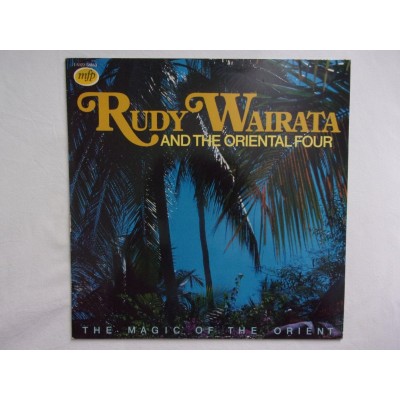 mfp
RUDY WAIRATA
AND THE ORIENTAL FOUR
THE MAGIC OF THE ORIENT